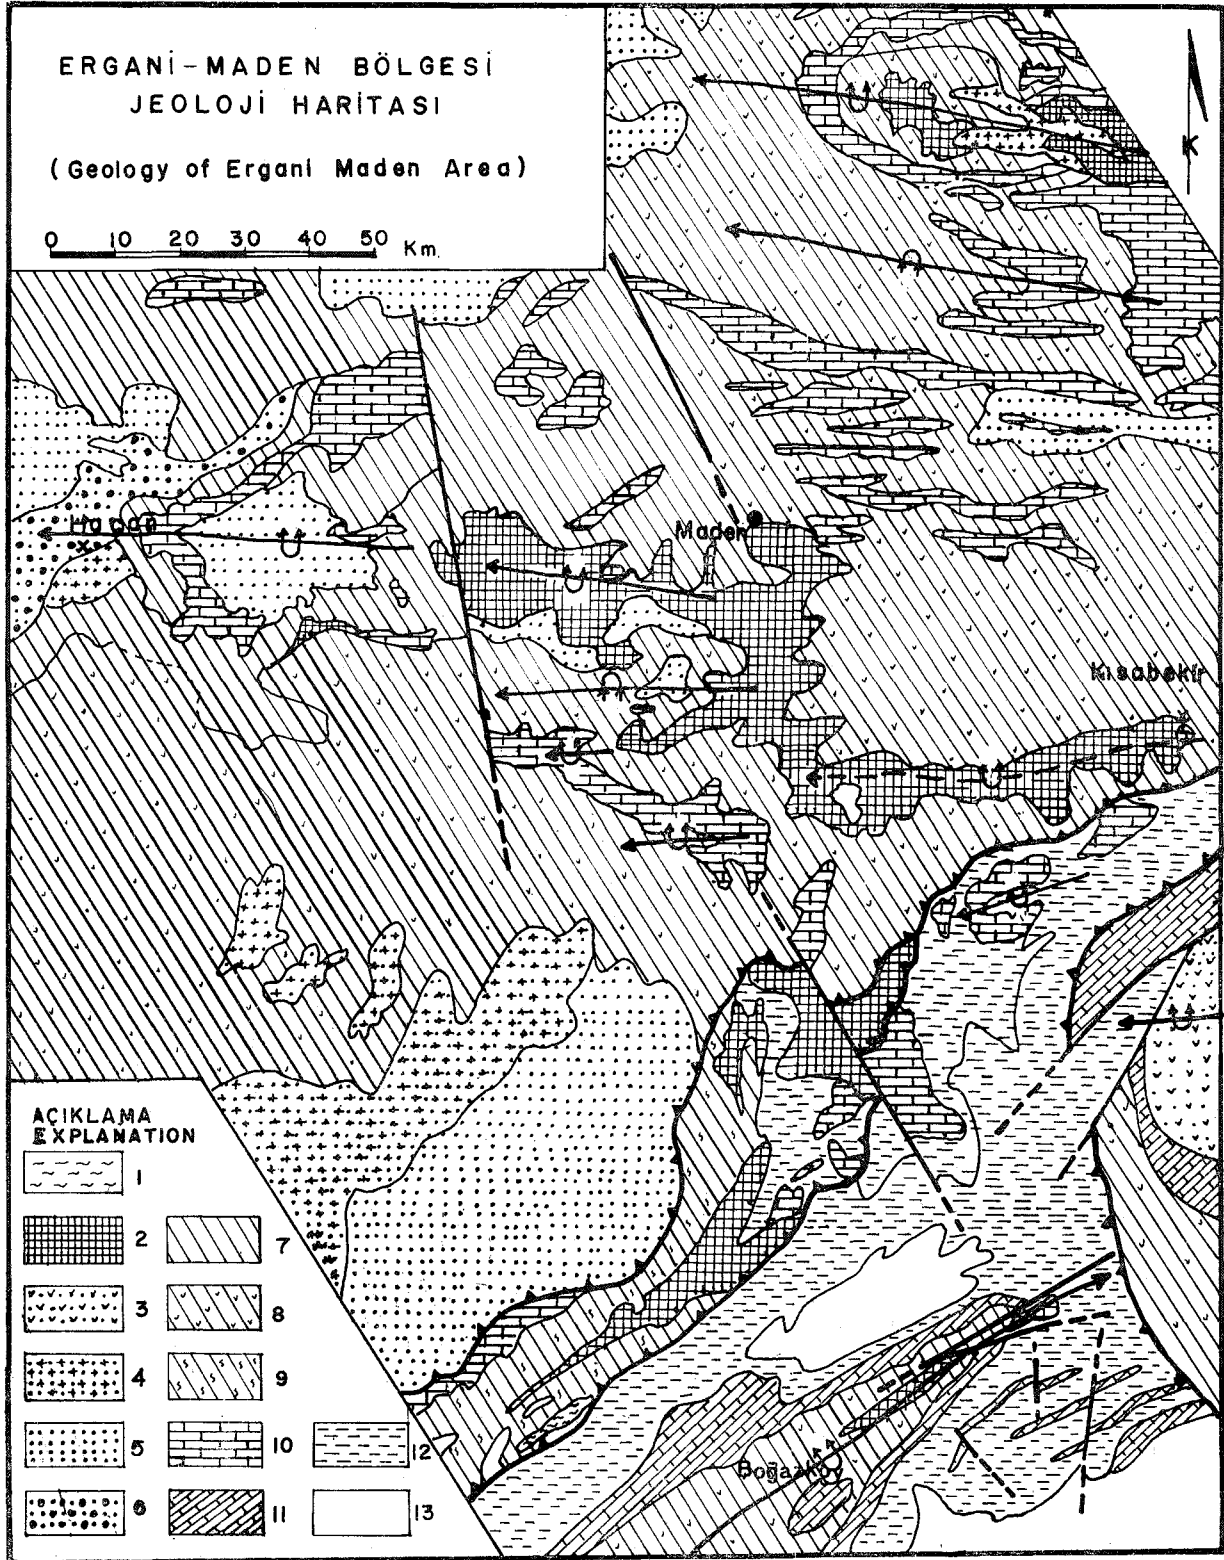 ERGANİ-MADEN BÖLGESİ
JEOLOJİ HARİTASI
(Geology of Ergani Maden Area)
0 10 20 30 40 50 Km.
K
Maden
Kısabekir
Boğazköy
AÇIKLAMA
EXPLANATION
1
2
7
3
8
4
9
5
10
12
6
11
13